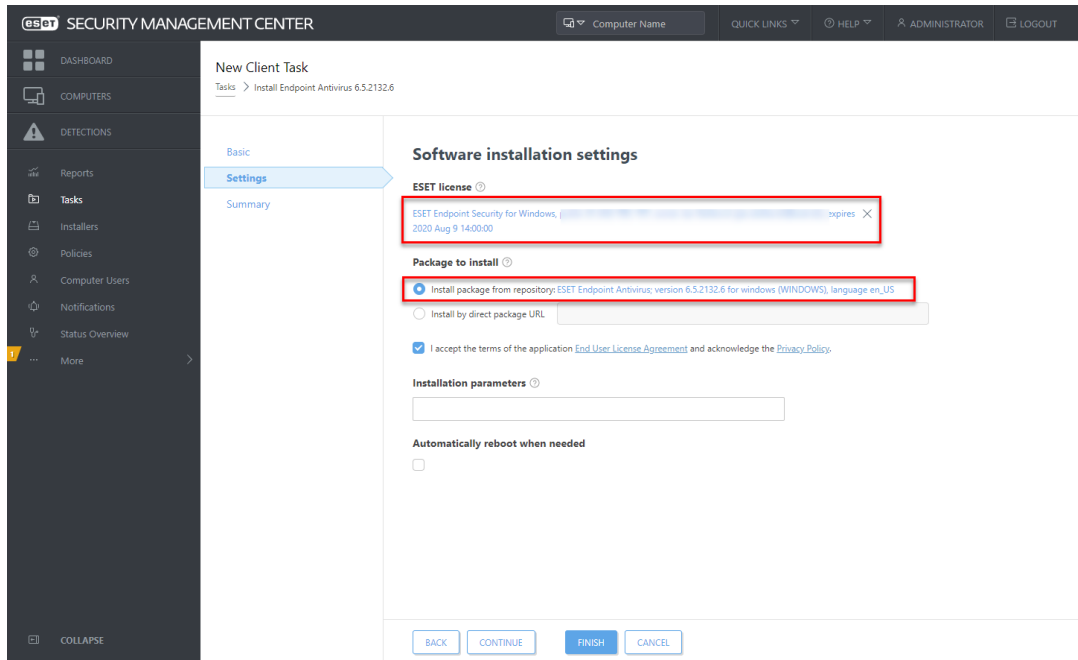 eset SECURITY MANAGEMENT CENTER
Computer Name
QUICK LINKS
HELP
ADMINISTRATOR
LOGOUT
DASHBOARD
COMPUTERS
DETECTIONS
Reports
Tasks
Installers
Policies
Computer Users
Notifications
Status Overview
1
More
COLLAPSE
New Client Task
Tasks > Install Endpoint Antivirus 6.5.2132.6
Basic
Settings
Summary
Software installation settings
ESET license
ESET Endpoint Security for Windows, expires
2020 Aug 9 14:00:00
Package to install
Install package from repository: ESET Endpoint Antivirus; version 6.5.2132.6 for windows (WINDOWS), language en_US
Install by direct package URL
I accept the terms of the application End User License Agreement and acknowledge the Privacy Policy.
Installation parameters
Automatically reboot when needed
BACK
CONTINUE
FINISH
CANCEL